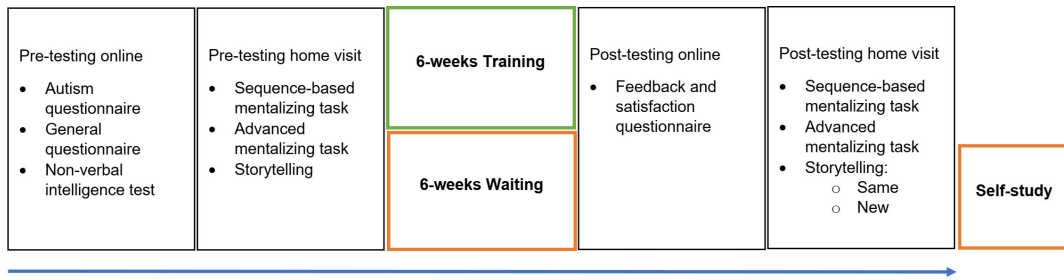 Pre-testing online
• Autism
questionnaire
• General
questionnaire
• Non-verbal
intelligence test
Pre-testing home visit
• Sequence-based
mentalizing task
• Advanced
mentalizing task
• Storytelling
6-weeks Training
6-weeks Waiting
Post-testing online
• Feedback and
satisfaction
questionnaire
Post-testing home visit
• Sequence-based
mentalizing task
• Advanced
mentalizing task
• Storytelling:
○ Same
○ New
Self-study